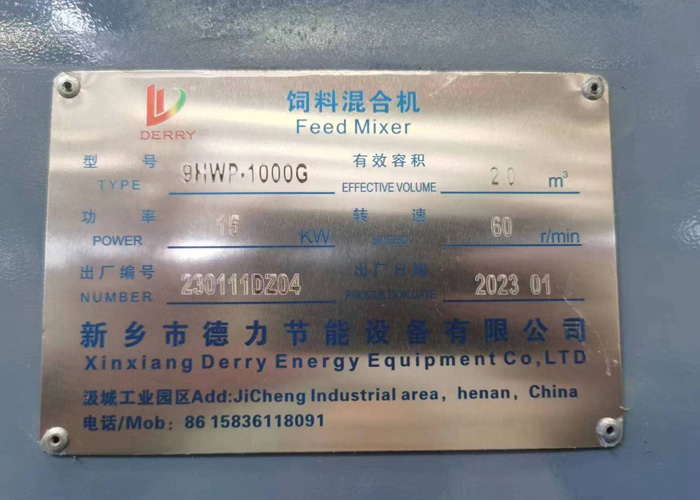 饲料混合机
DERRY
Feed Mixer
型 号 9HWP-1000G 有效容积 2.0 m³
TYPE EFFECTIVE VOLUME
功 率 15 KW 转 速 60 r/min
POWER SPEED
出厂编号 230111DZ04 出厂日期 2023 01
NUMBER PRODUCTION DATE
新乡市德力节能设备有限公司
Xinxiang Derry Energy Equipment Co,LTD
汲城工业园区Add:JiCheng Industrial area, henan, China
电话/Mob: 86 15836118091